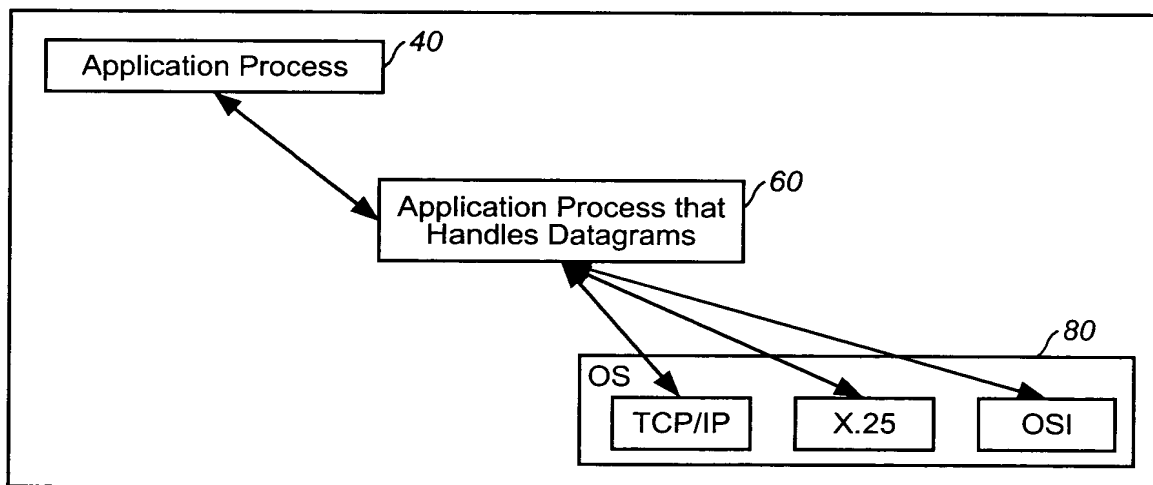 40
Application Process
60
Application Process that
Handles Datagrams
80
OS
TCP/IP
X.25
OSI